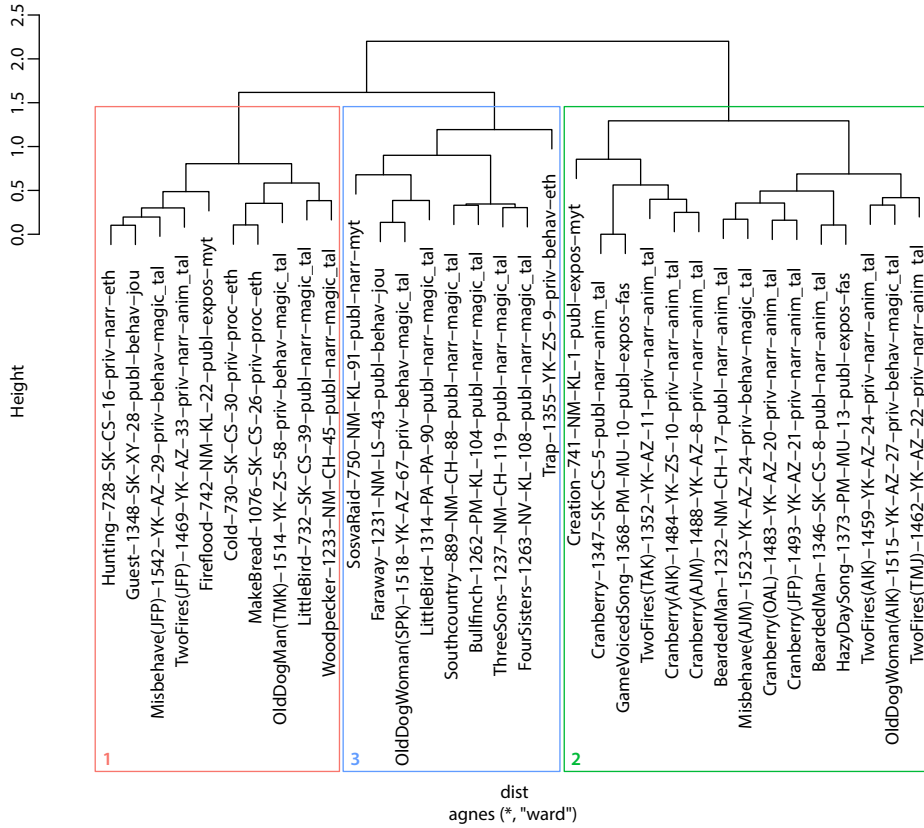 2.5
2.0
1.5
1.0
0.5
0.0
Height
Hunting−728−SK−CS−16−priv−narr−eth
Guest−1348−SK−XY−28−publ−behav−jou
Misbehave(JFP)−1542−YK−AZ−29−priv−behav−magic_tal
TwoFires(JFP)−1469−YK−AZ−33−priv−narr−anim_tal
Fireflood−742−NM−KL−22−publ−expos−myt
Cold−730−SK−CS−30−priv−proc−eth
MakeBread−1076−SK−CS−26−priv−proc−eth
OldDogMan(TMK)−1514−YK−ZS−58−priv−behav−magic_tal
LittleBird−732−SK−CS−39−publ−narr−magic_tal
Woodpecker−1233−NM−CH−45−publ−narr−magic_tal
SosvaRaid−750−NM−KL−91−publ−narr−myt
Faraway−1231−NM−LS−43−publ−behav−jou
OldDogWoman(SPK)−1518−YK−AZ−67−priv−behav−magic_tal
LittleBird−1314−PA−PA−90−publ−narr−magic_tal
Southcountry−889−NM−CH−88−publ−narr−magic_tal
Bullfinch−1262−PM−KL−104−publ−narr−magic_tal
ThreeSons−1237−NM−CH−119−publ−narr−magic_tal
FourSisters−1263−NV−KL−108−publ−narr−magic_tal
Trap−1355−YK−ZS−9−priv−behav−eth
Creation−741−NM−KL−1−publ−expos−myt
Cranberry−1347−SK−CS−5−publ−narr−anim_tal
GameVoicedSong−1368−PM−MU−10−publ−expos−fas
TwoFires(TAK)−1352−YK−AZ−11−priv−narr−anim_tal
Cranberry(AIK)−1484−YK−ZS−10−priv−narr−anim_tal
Cranberry(AJM)−1488−YK−AZ−8−priv−narr−anim_tal
BeardedMan−1232−NM−CH−17−publ−narr−anim_tal
Misbehave(AJM)−1523−YK−AZ−24−priv−behav−magic_tal
Cranberry(OAL)−1483−YK−AZ−20−priv−narr−anim_tal
Cranberry(JFP)−1493−YK−AZ−21−priv−narr−anim_tal
BeardedMan−1346−SK−CS−8−publ−narr−anim_tal
HazyDaySong−1373−PM−MU−13−publ−expos−fas
TwoFires(AIK)−1459−YK−AZ−24−priv−narr−anim_tal
OldDogWoman(AIK)−1515−YK−AZ−27−priv−behav−magic_tal
TwoFires(TMJ)−1462−YK−AZ−22−priv−narr−anim_tal
1
3
2
dist
agnes (*, "ward")